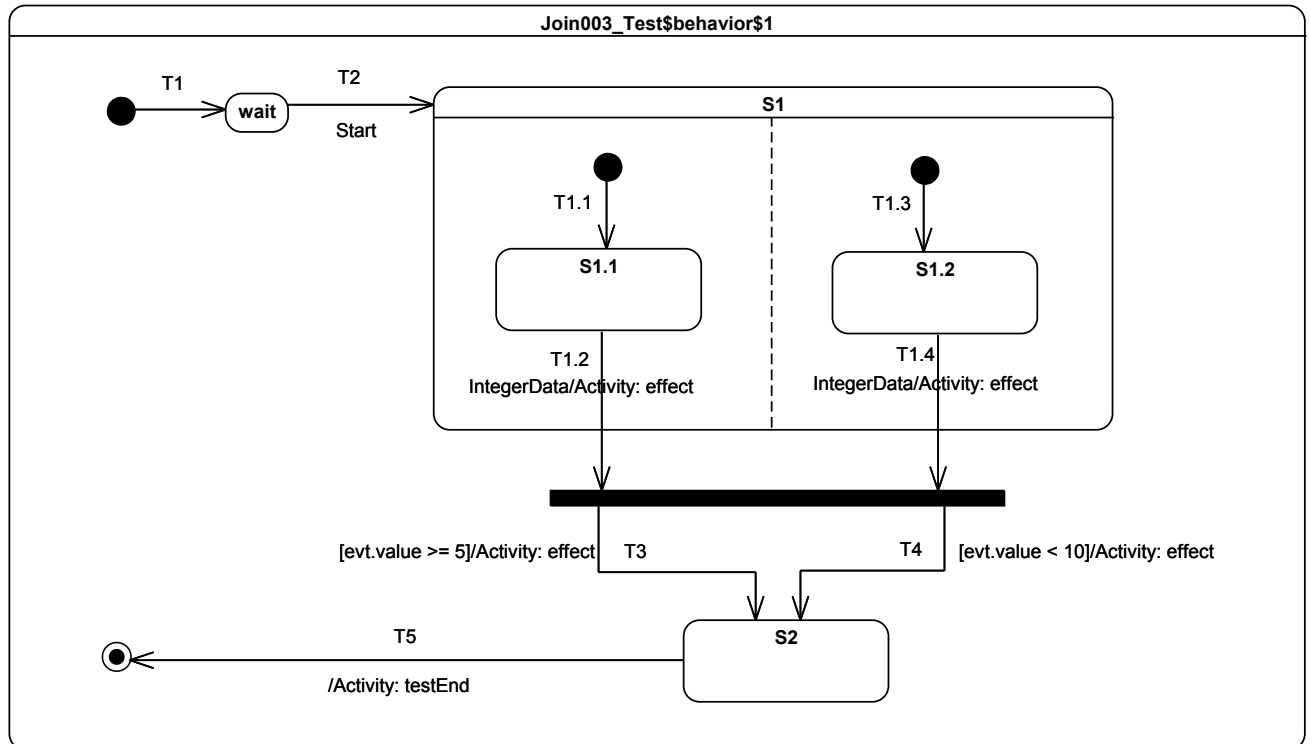 Join003_Test$behavior$1
T1
T2
wait
Start
S1
T1.1
T1.3
S1.1
S1.2
T1.2
T1.4
IntegerData/Activity: effect
IntegerData/Activity: effect
[evt.value >= 5]/Activity: effect
T3
T4
[evt.value < 10]/Activity: effect
S2
T5
/Activity: testEnd